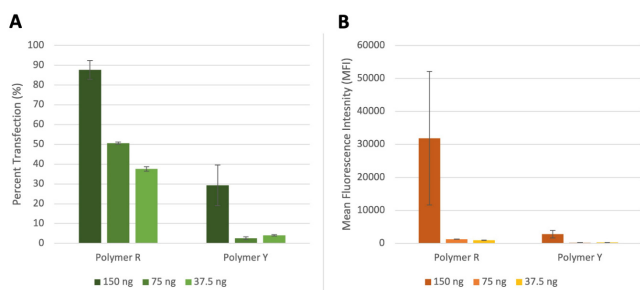 A
Percent Transfection (%)
100
90
80
70
60
50
40
30
20
10
0
Polymer R Polymer Y
150 ng 75 ng 37.5 ng
B
Mean Fluorescence Intesnity (MFI)
60000
50000
40000
30000
20000
10000
0
Polymer R Polymer Y
150 ng 75 ng 37.5 ng